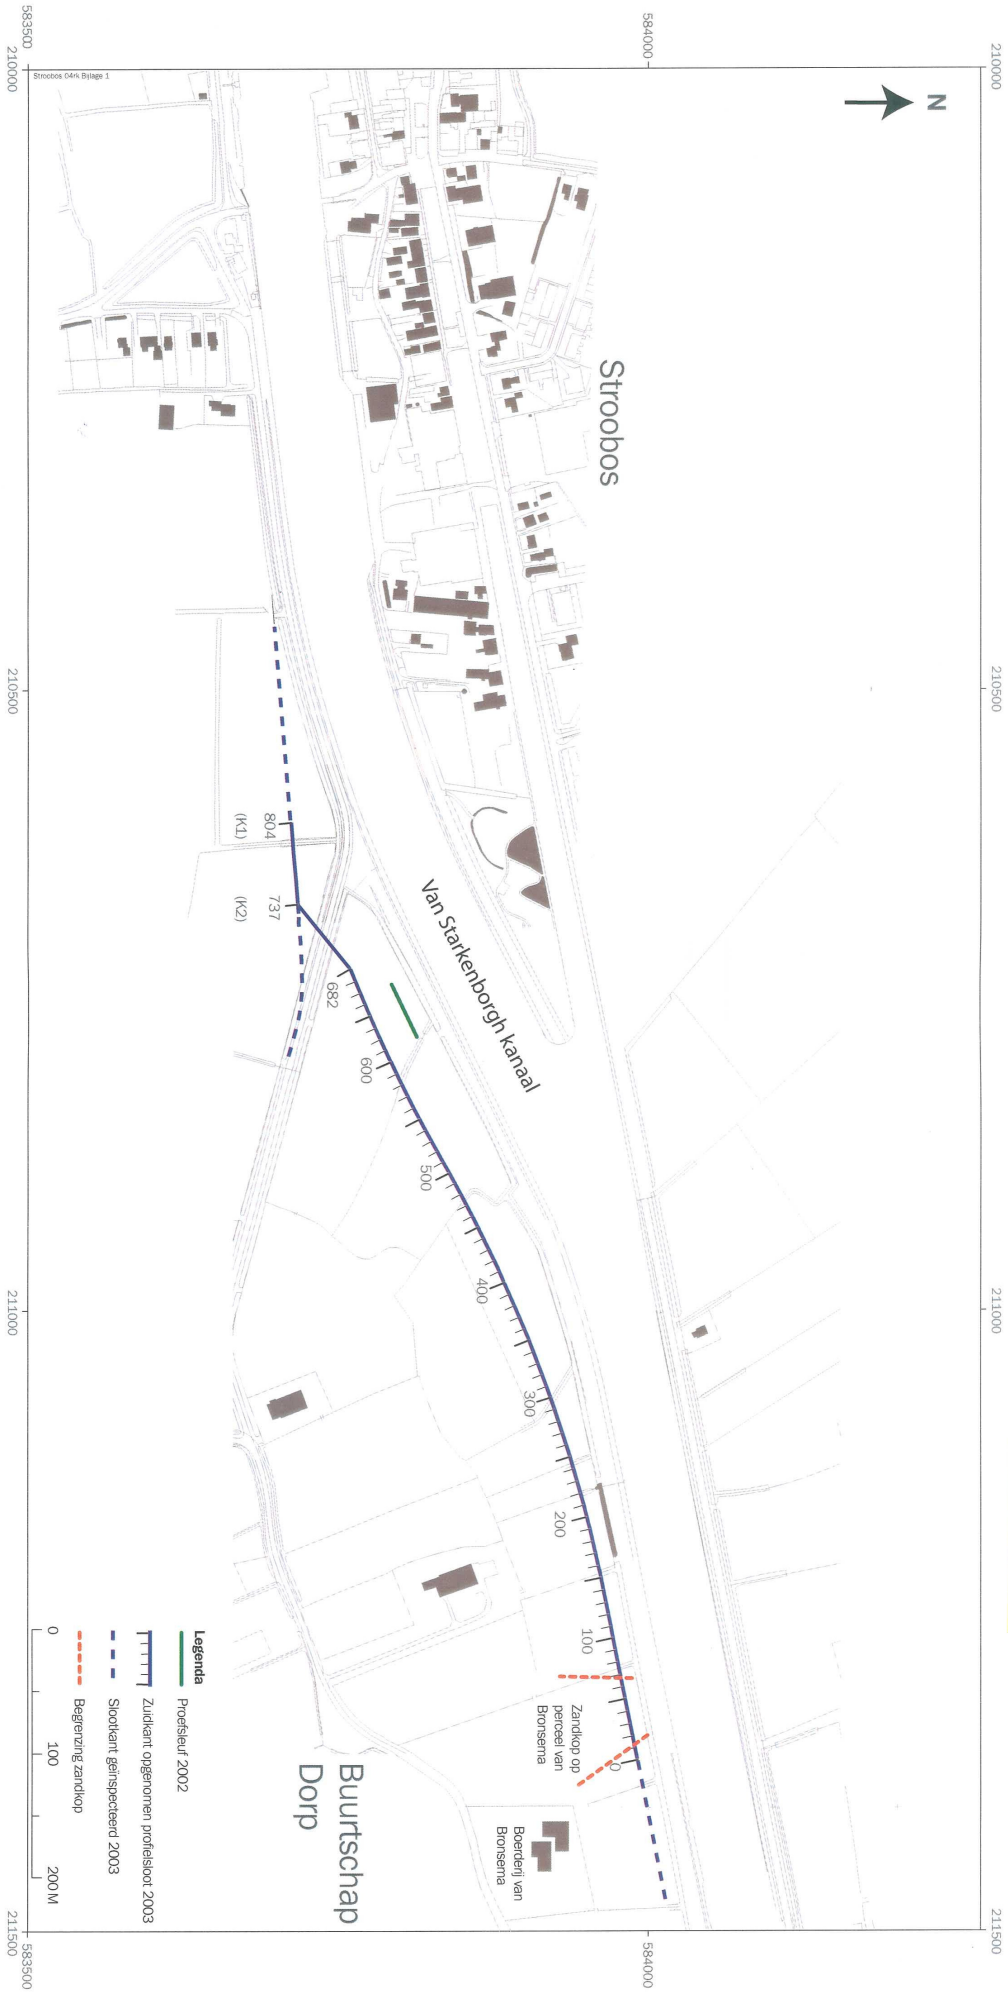 210000
210500
211000
211500
583500
584000
Stroobos 04rk Bijlage 1
N
Stroobos
Van Starkenborgh kanaal
804
(K1)
737
(K2)
682
600
500
400
300
200
100
0
Zandkop op
perceel van
Bronsema
Boerderij van
Bronsema
Buurtschap
Dorp
Legenda
Proefsleuf 2002
Zuidkant opgenomen profielsloot 2003
Slootkant geïnspecteerd 2003
Begrenzing zandkop
0
100
200M
583500
584000
210000
210500
211000
211500